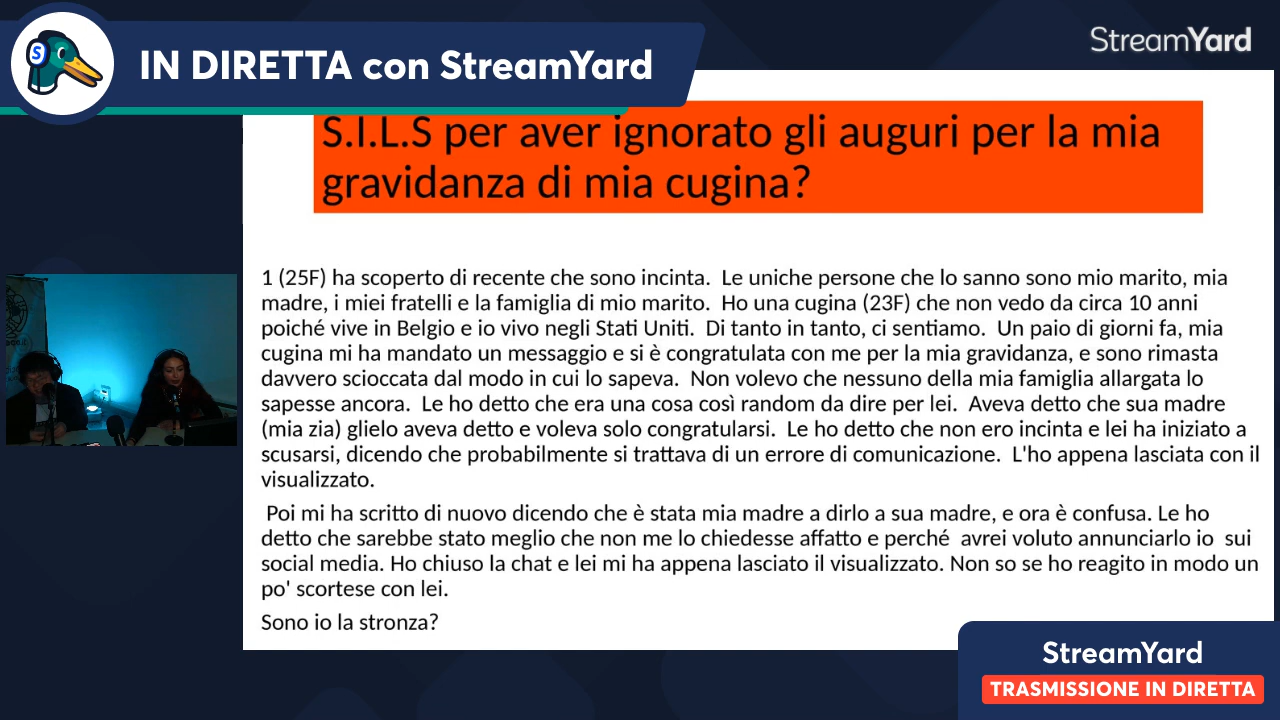 IN DIRETTA con StreamYard
StreamYard
S
S.I.L.S per aver ignorato gli auguri per la mia
gravidanza di mia cugina?
1 (25F) ha scoperto di recente che sono incinta.  Le uniche persone che lo sanno sono mio marito, mia
madre, i miei fratelli e la famiglia di mio marito.  Ho una cugina (23F) che non vedo da circa 10 anni
poiché vive in Belgio e io vivo negli Stati Uniti.  Di tanto in tanto, ci sentiamo.  Un paio di giorni fa, mia
cugina mi ha mandato un messaggio e si è congratulata con me per la mia gravidanza, e sono rimasta
davvero scioccata dal modo in cui lo sapeva.  Non volevo che nessuno della mia famiglia allargata lo
sapesse ancora.  Le ho detto che era una cosa così random da dire per lei.  Aveva detto che sua madre
(mia zia) glielo aveva detto e voleva solo congratularsi.  Le ho detto che non ero incinta e lei ha iniziato a
scusarsi, dicendo che probabilmente si trattava di un errore di comunicazione.  L'ho appena lasciata con il
visualizzato.
Poi mi ha scritto di nuovo dicendo che è stata mia madre a dirlo a sua madre, e ora è confusa. Le ho
detto che sarebbe stato meglio che non me lo chiedesse affatto e perché  avrei voluto annunciarlo io  sui
social media. Ho chiuso la chat e lei mi ha appena lasciato il visualizzato. Non so se ho reagito in modo un
po' scortese con lei.
Sono io la stronza?
StreamYard
TRASMISSIONE IN DIRETTA